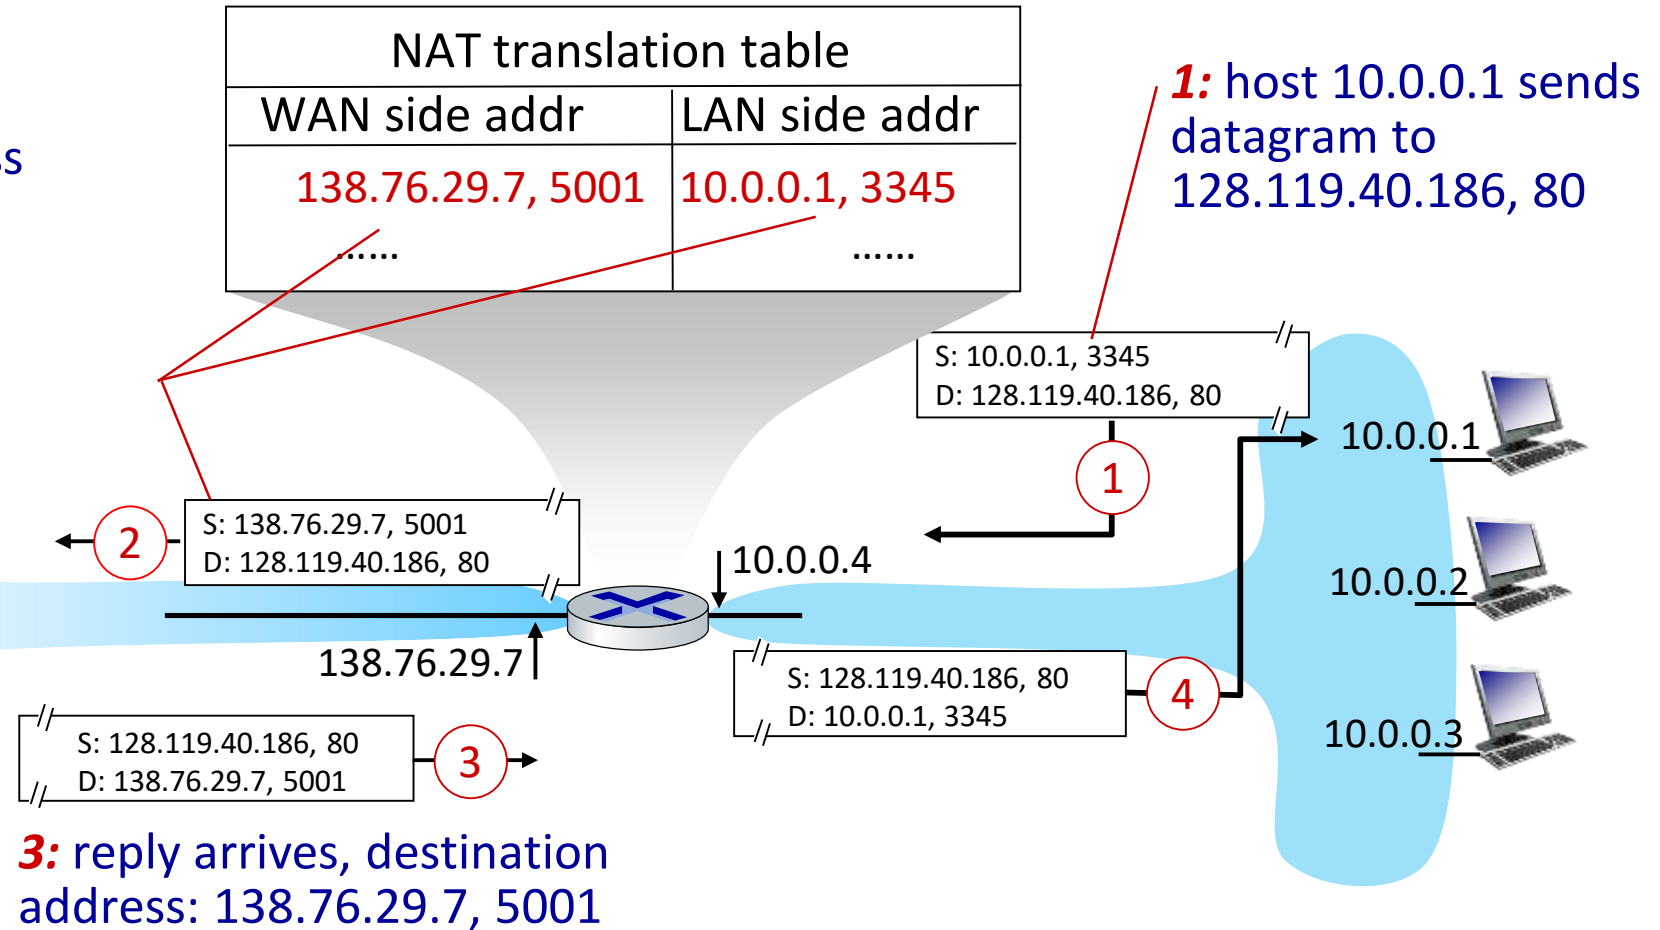 NAT translation table
WAN side addr
LAN side addr
138.76.29.7, 5001
10.0.0.1, 3345
……
……
1: host 10.0.0.1 sends
datagram to
128.119.40.186, 80
S: 10.0.0.1, 3345
D: 128.119.40.186, 80
1
10.0.0.1
2
S: 138.76.29.7, 5001
D: 128.119.40.186, 80
10.0.0.4
10.0.0.2
138.76.29.7
S: 128.119.40.186, 80
D: 10.0.0.1, 3345
4
10.0.0.3
S: 128.119.40.186, 80
D: 138.76.29.7, 5001
3
3: reply arrives, destination
address: 138.76.29.7, 5001